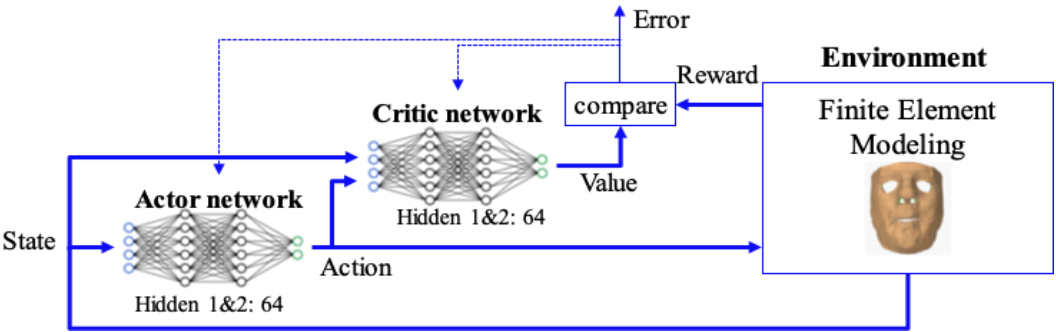 Error
Environment
Reward
Critic network
compare
Finite Element
Modeling
Value
Actor network
Hidden 1&2: 64
State
Action
Hidden 1&2: 64